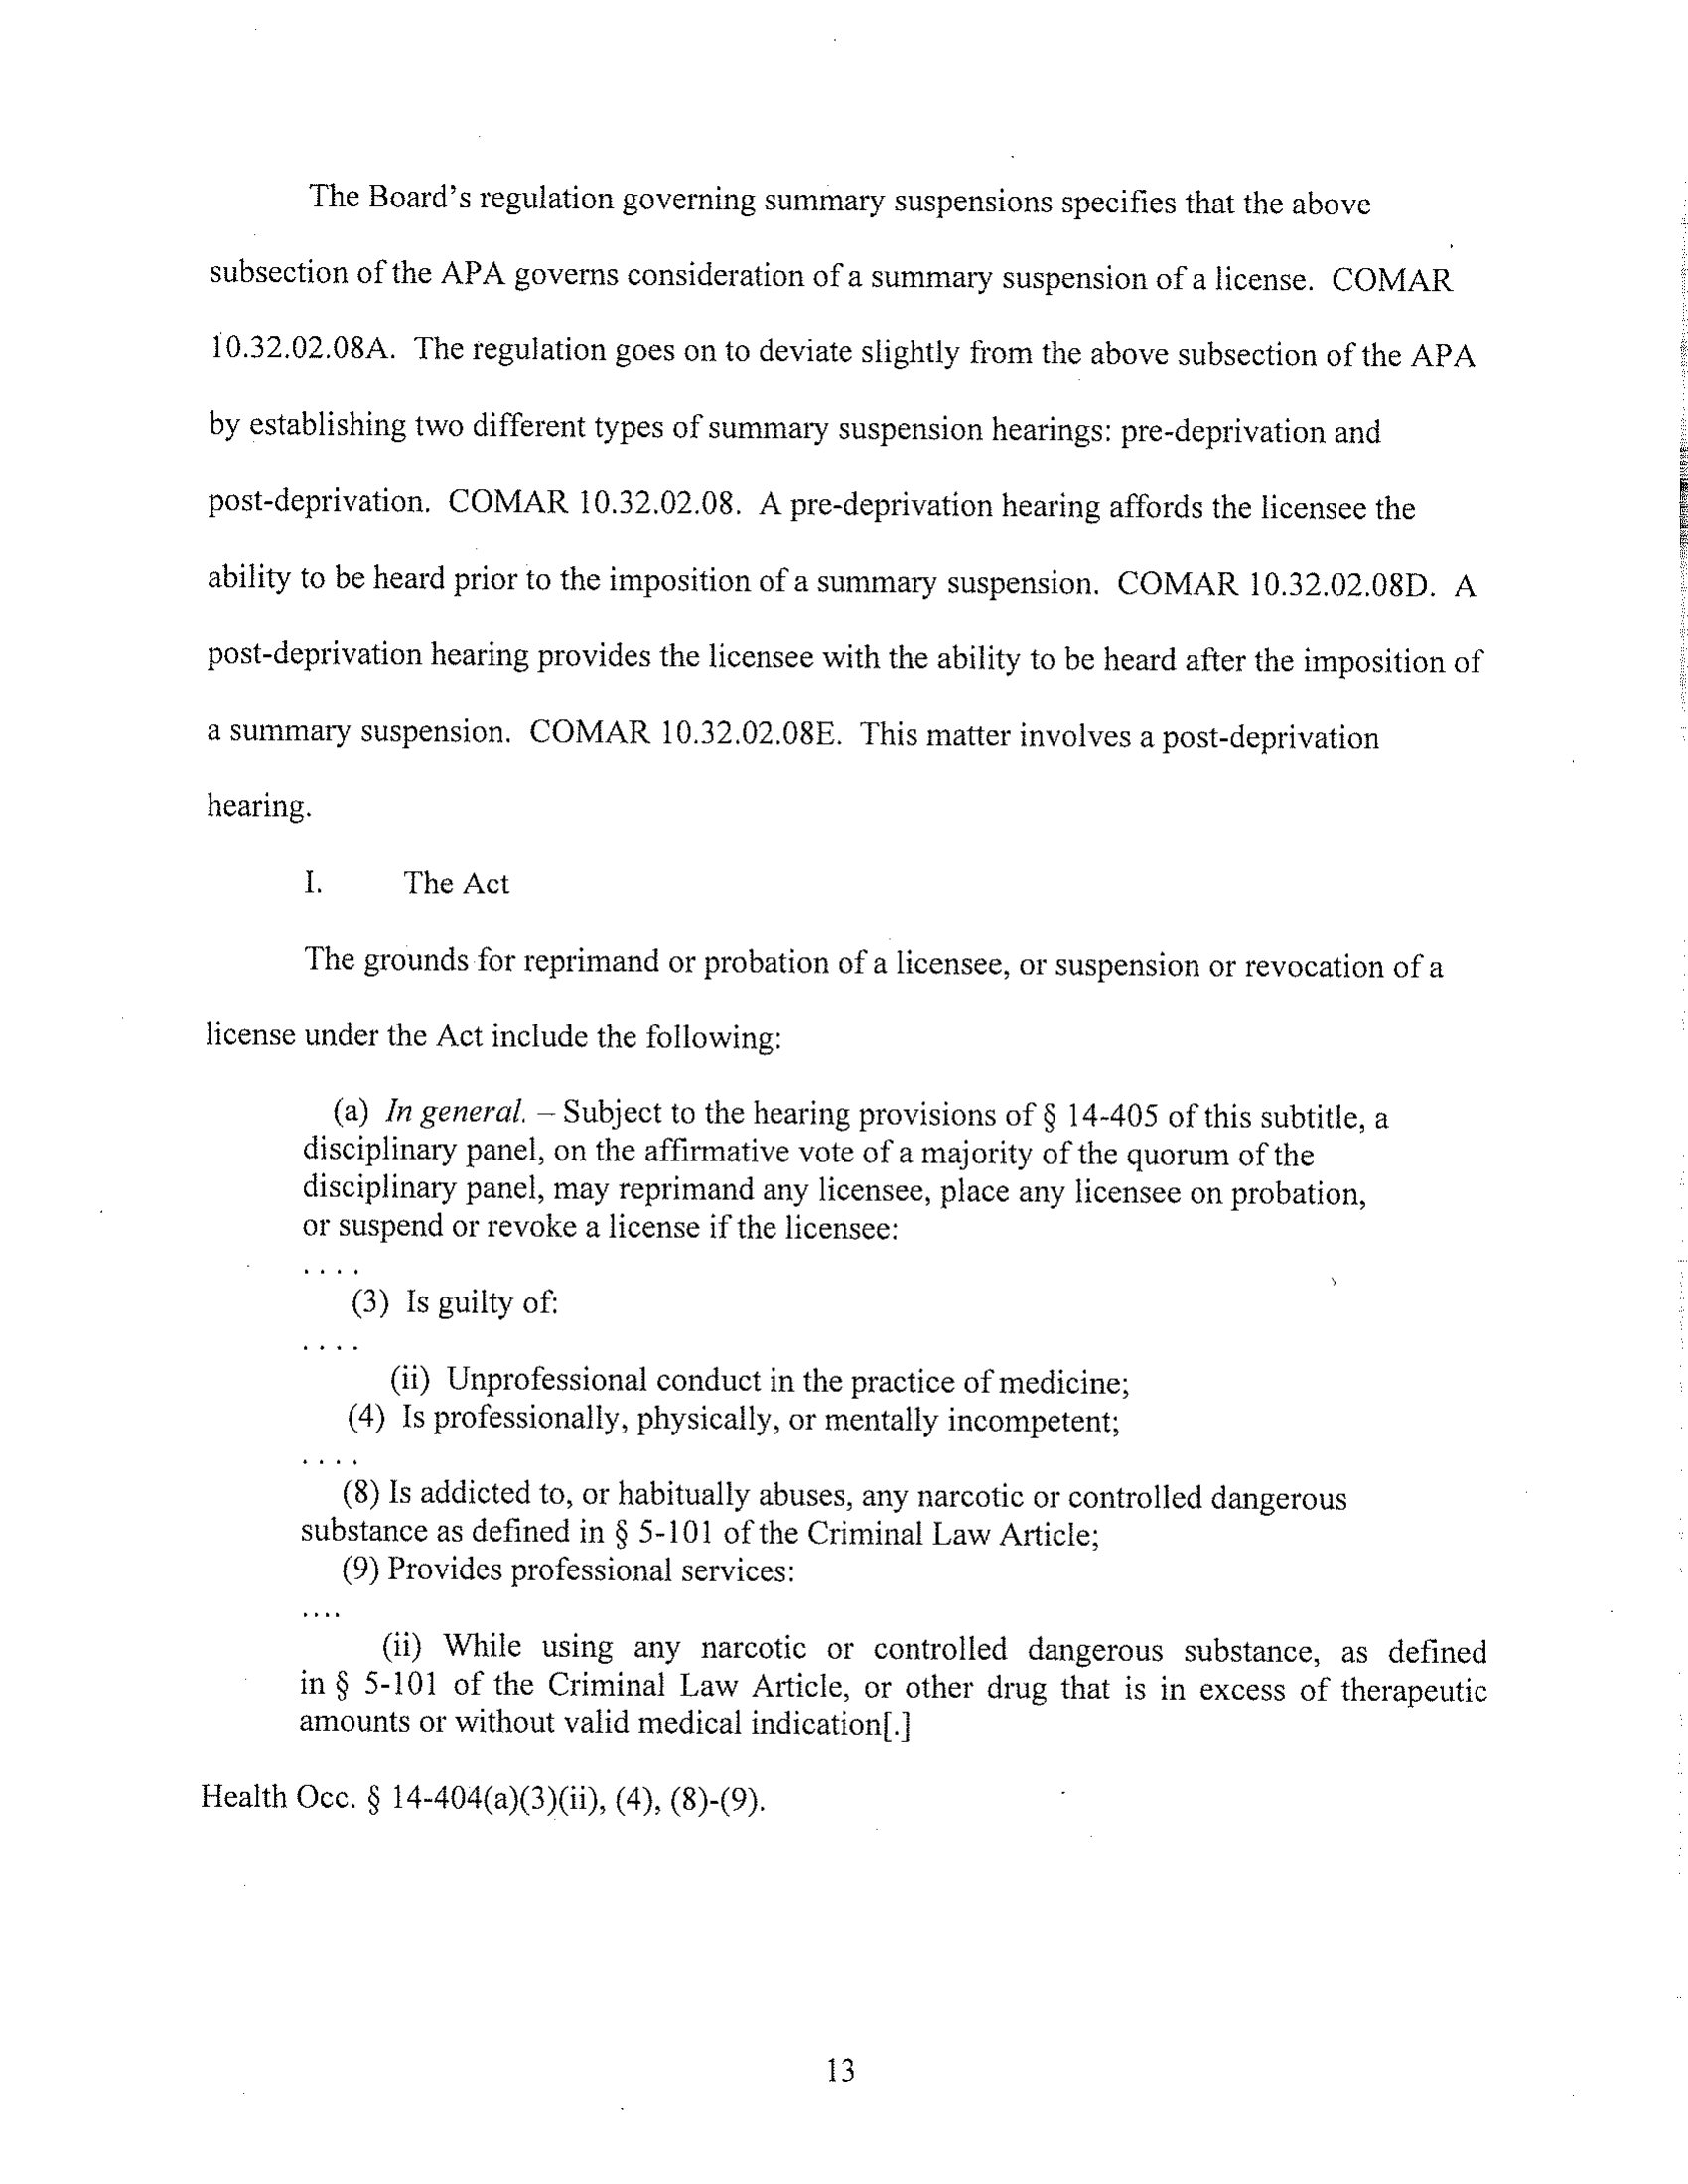 The Board's regulation governing summary suspensions specifies that the above
subsection of the APA governs consideration of a summary suspension of a license. COMAR
10.32.02.08A. The regulation goes on to deviate slightly from the above subsection of the APA
by establishing two different types of summary suspension hearings: pre-deprivation and
post-deprivation. COMAR 10.32.02.08. A pre-deprivation hearing affords the licensee the
ability to be heard prior to the imposition of a summary suspension. COMAR 10.32.02.08D. A
post-deprivation hearing provides the licensee with the ability to be heard after the imposition of
a summary suspension. COMAR 10.32.02.08E. This matter involves a post-deprivation
hearing.
I. The Act
The grounds for reprimand or probation of a licensee, or suspension or revocation of a
license under the Act include the following:
(a) In general. – Subject to the hearing provisions of § 14-405 of this subtitle, a
disciplinary panel, on the affirmative vote of a majority of the quorum of the
disciplinary panel, may reprimand any licensee, place any licensee on probation,
or suspend or revoke a license if the licensee:
. . . .
(3) Is guilty of:
. . . .
(ii) Unprofessional conduct in the practice of medicine;
(4) Is professionally, physically, or mentally incompetent;
. . . .
(8) Is addicted to, or habitually abuses, any narcotic or controlled dangerous
substance as defined in § 5-101 of the Criminal Law Article;
(9) Provides professional services:
....
(ii) While using any narcotic or controlled dangerous substance, as defined
in § 5-101 of the Criminal Law Article, or other drug that is in excess of therapeutic
amounts or without valid medical indication[.]
Health Occ. § 14-404(a)(3)(ii), (4), (8)-(9).
13